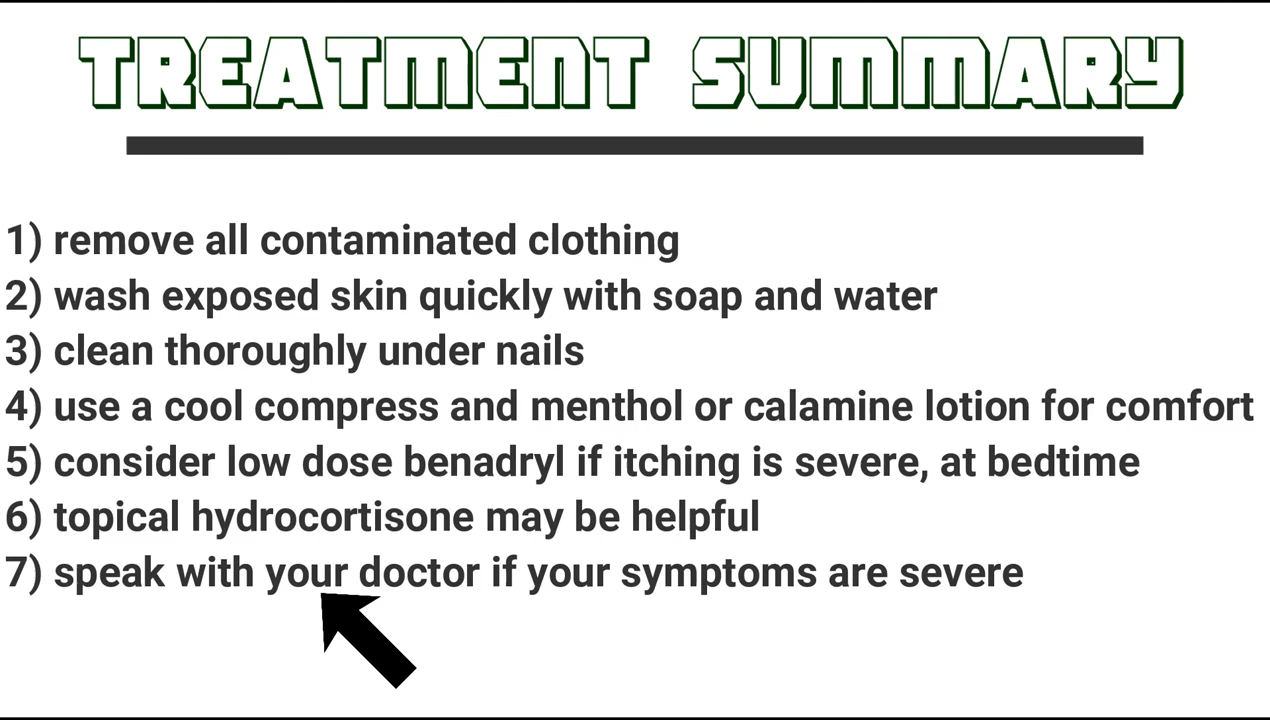 TREATMENT SUMMARY
1) remove all contaminated clothing
2) wash exposed skin quickly with soap and water
3) clean thoroughly under nails
4) use a cool compress and menthol or calamine lotion for comfort
5) consider low dose benadryl if itching is severe, at bedtime
6) topical hydrocortisone may be helpful
7) speak with your doctor if your symptoms are severe